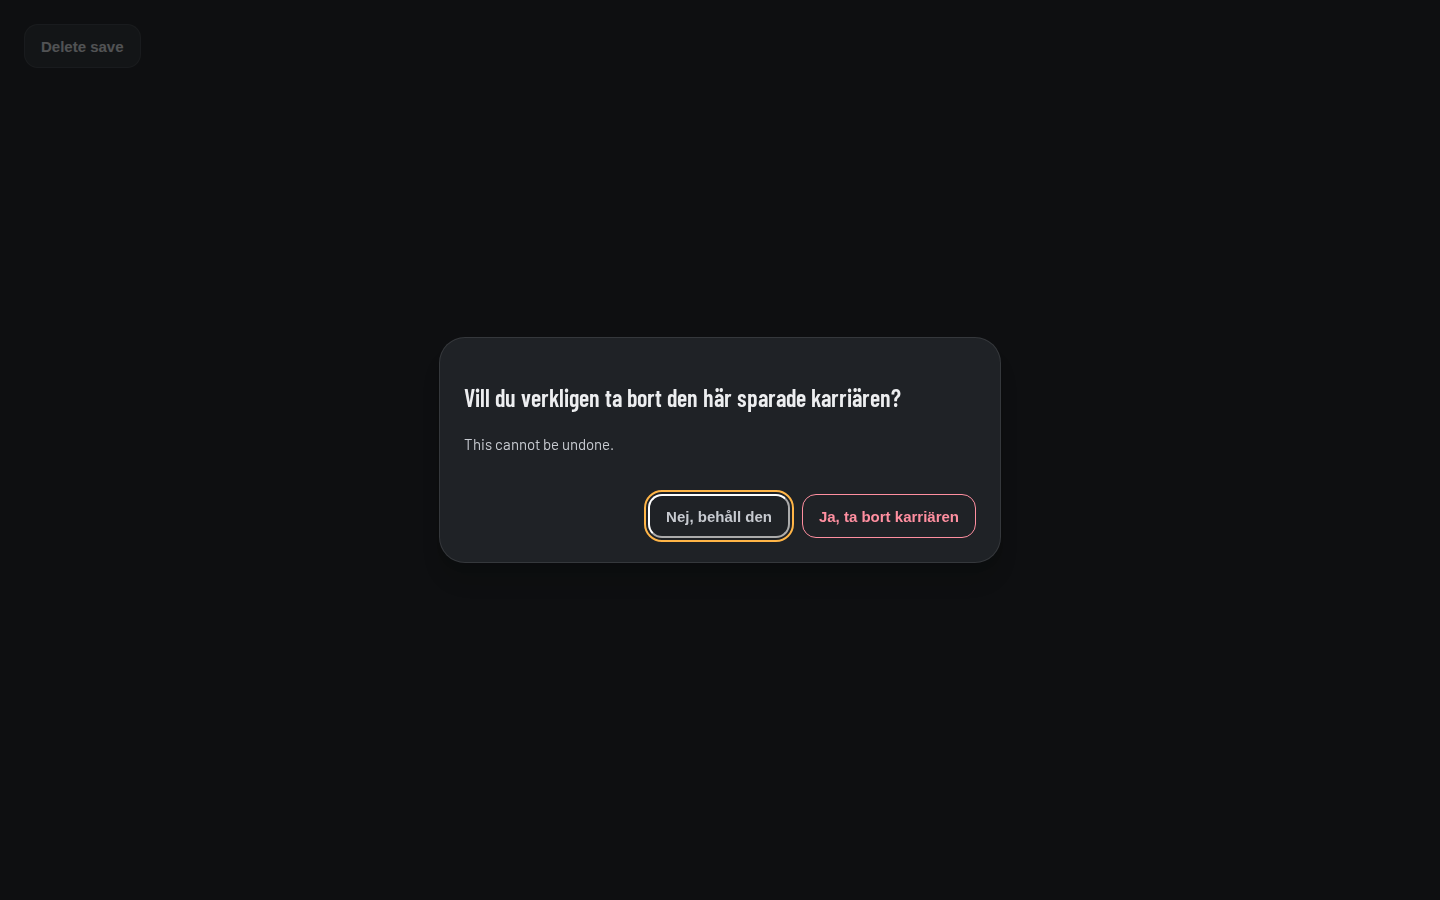 Delete save
Vill du verkligen ta bort den här sparade karriären?
This cannot be undone.
Nej, behåll den
Ja, ta bort karriären